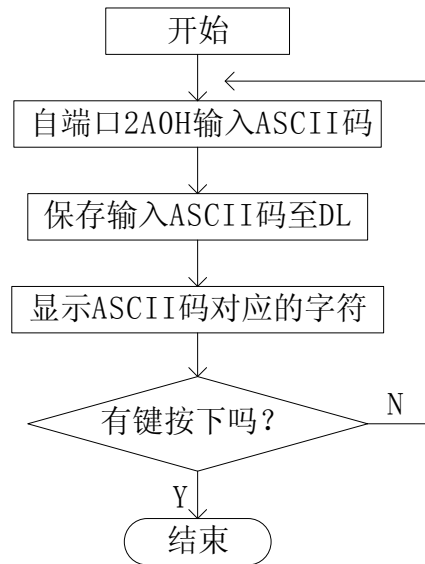 开始
自端口2A0H输入ASCII码
保存输入ASCII码至DL
显示ASCII码对应的字符
有键按下吗?
N
Y
结束